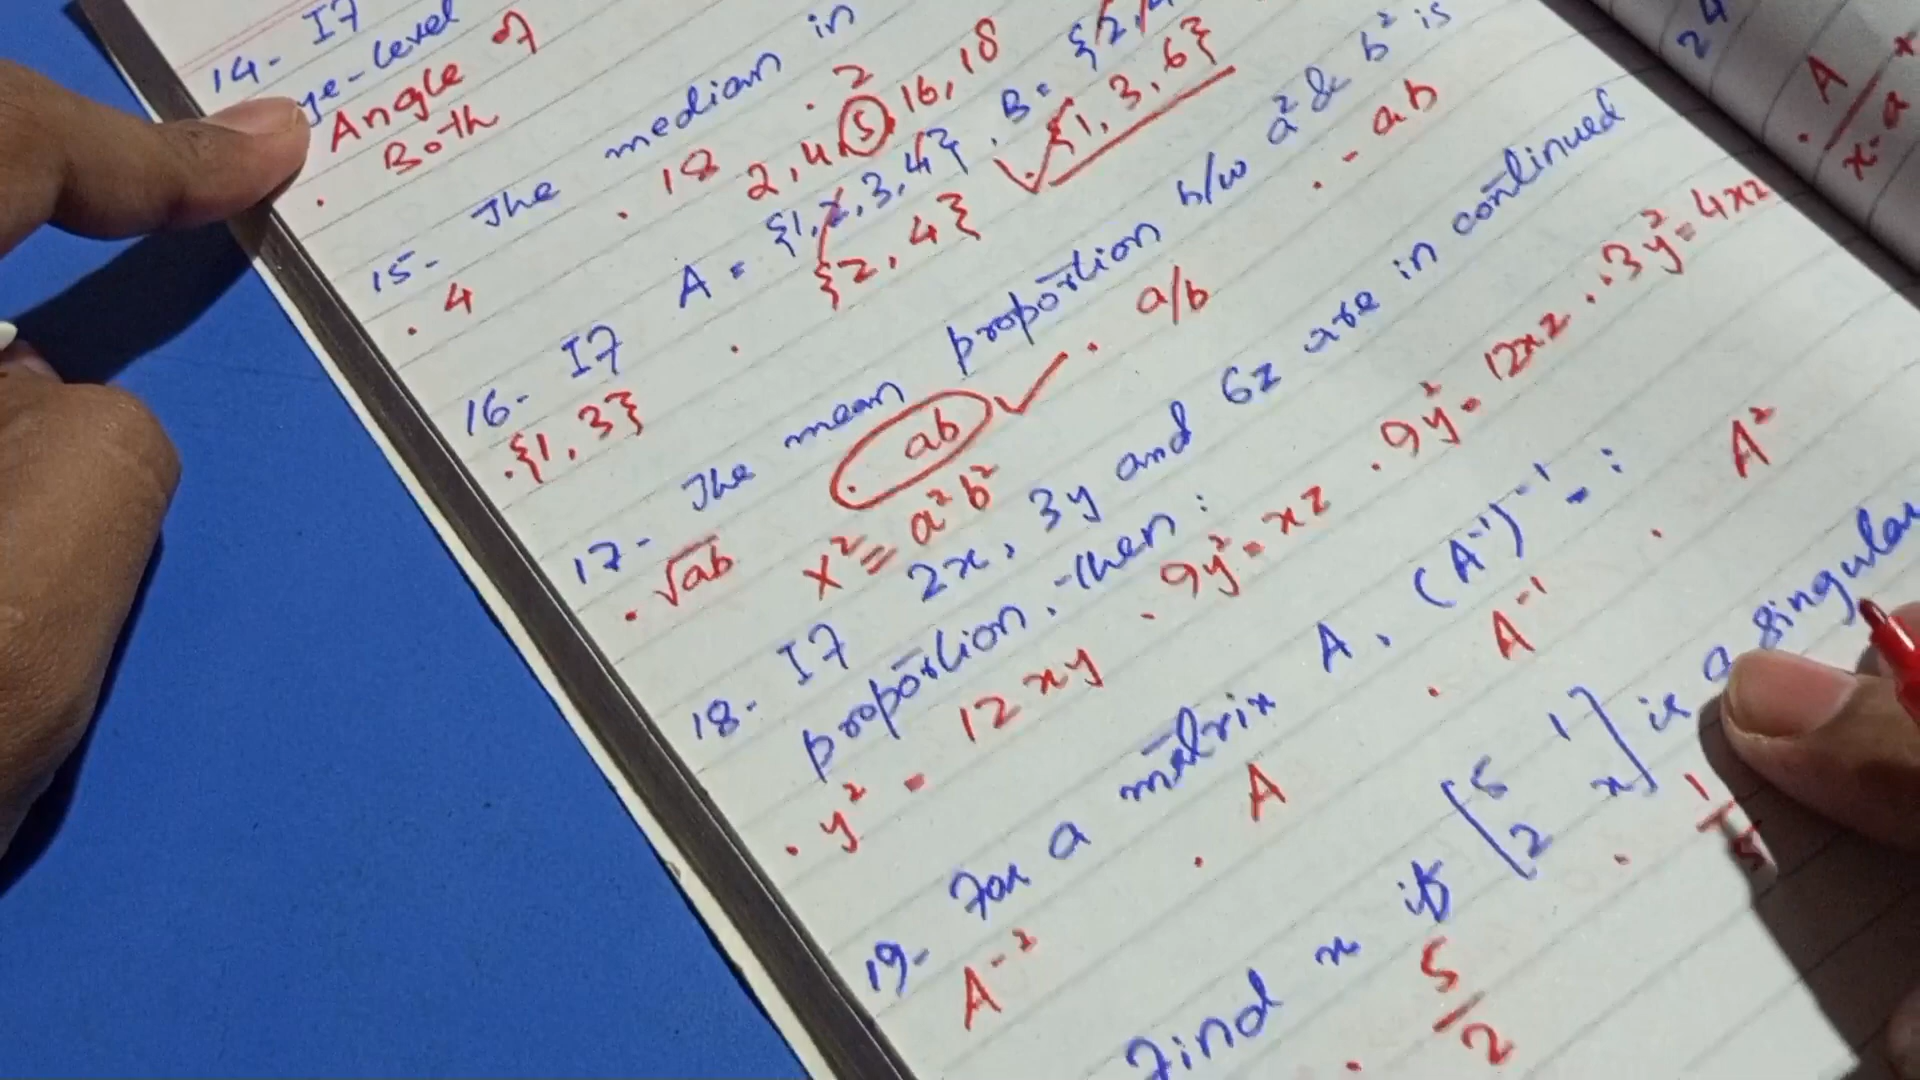 14- If
eye-level
Angle of
. Both
15- The median in
. 4 . 18 . 2
2, 4, 5, 16, 18
16- If A = {1, 2, 3, 4}, B = {2, 4
. {1, 3} . {2, 4} . {1, 3, 6}
17- The mean proportion b/w a² & b² is
. √ab . ab . a/b . - ab
x² = a²b²
18- If 2x, 3y and 6z are in continued
proportion, then :
. y² = 12xy . 9y² = xz . 9y² = 12xz . 3y² = 4xz
19- For a matrix A, (A⁻¹)⁻¹ = :
A⁻² . A . A⁻¹ . A²
Find x if [5 1
2 x] is a singular
. 5/2
24
. A
x-a +